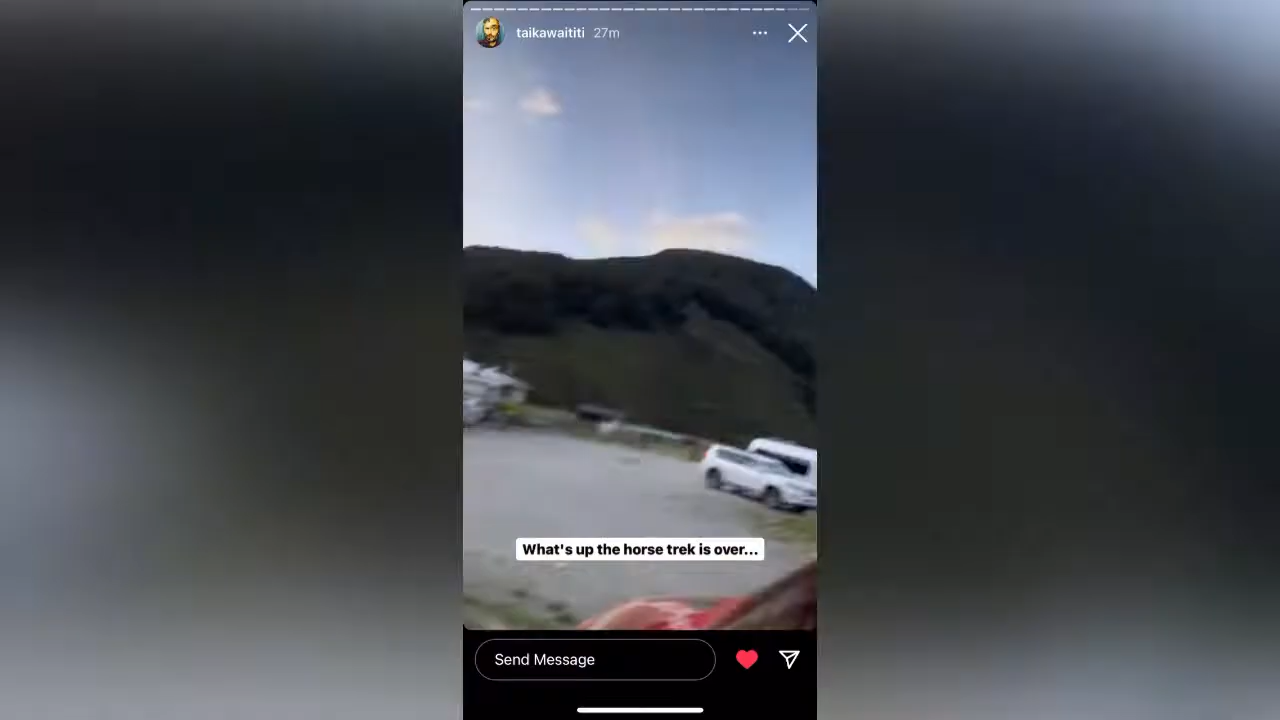 taikawaititi 27m
What's up the horse trek is over...
Send Message